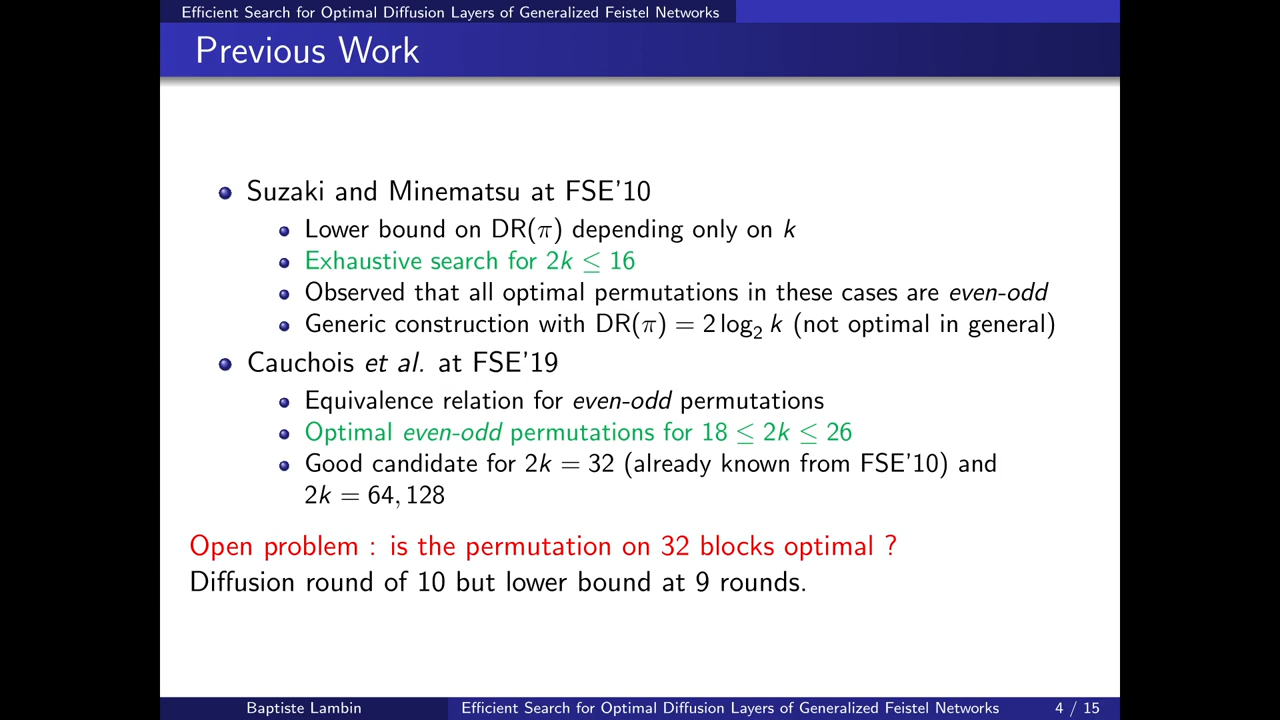 Efficient Search for Optimal Diffusion Layers of Generalized Feistel Networks
Previous Work
Suzaki and Minematsu at FSE'10
Lower bound on DR(π) depending only on k
Exhaustive search for 2k ≤ 16
Observed that all optimal permutations in these cases are even-odd
Generic construction with DR(π) = 2 log₂ k (not optimal in general)
Cauchois et al. at FSE'19
Equivalence relation for even-odd permutations
Optimal even-odd permutations for 18 ≤ 2k ≤ 26
Good candidate for 2k = 32 (already known from FSE'10) and
2k = 64, 128
Open problem : is the permutation on 32 blocks optimal ?
Diffusion round of 10 but lower bound at 9 rounds.
Baptiste Lambin Efficient Search for Optimal Diffusion Layers of Generalized Feistel Networks 4 / 15